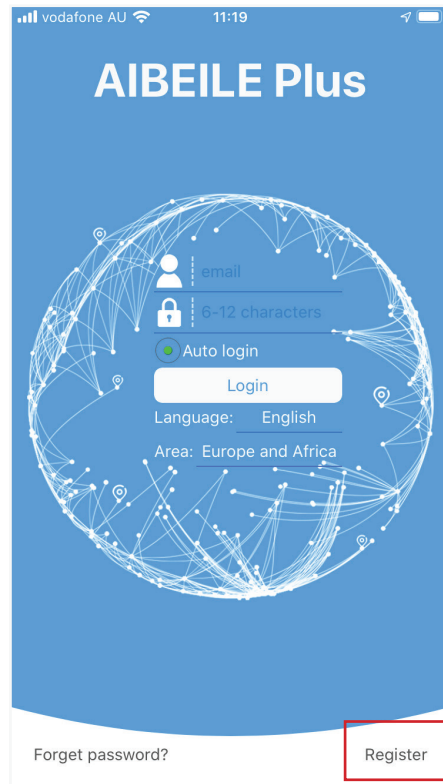 vodafone AU 11:19
AIBEILE Plus
email
6-12 characters
Auto login
Login
Language: English
Area: Europe and Africa
Forget password? Register